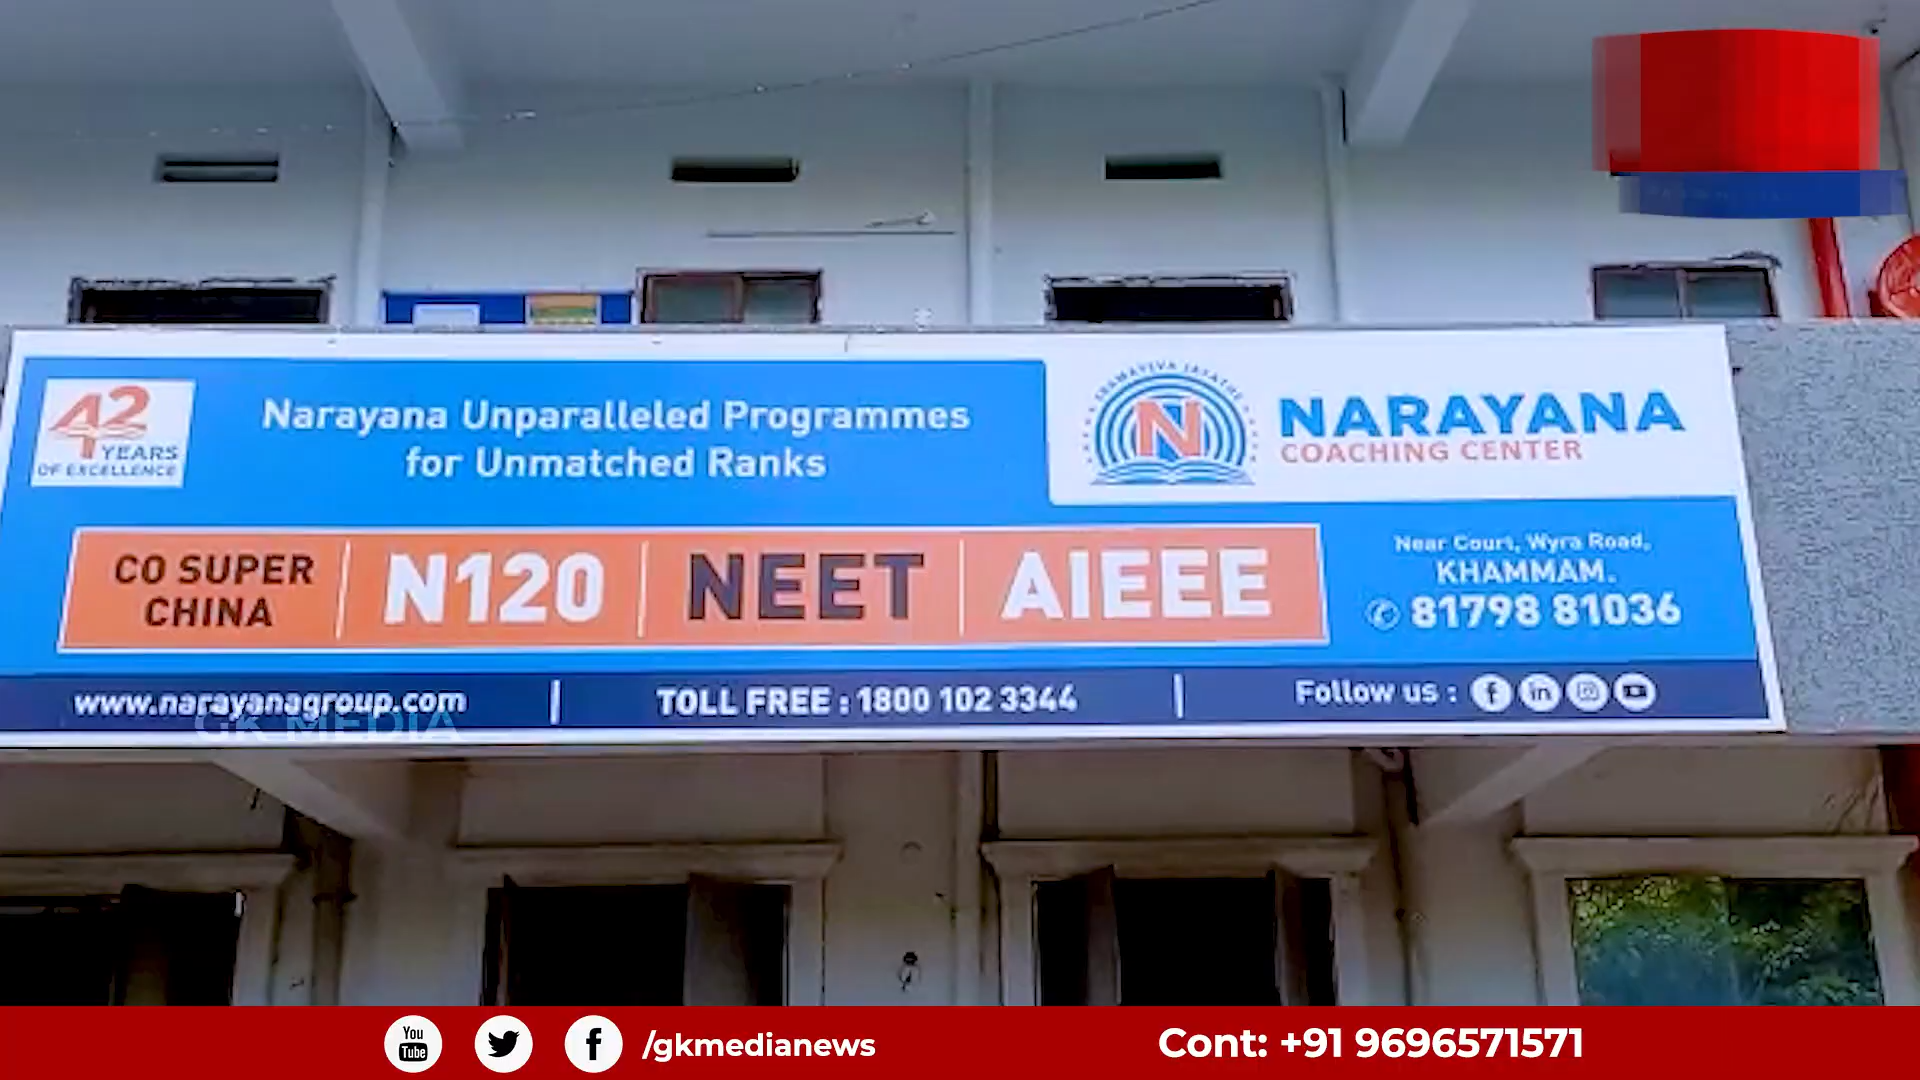 42
YEARS
OF EXCELLENCE
Narayana Unparalleled Programmes
for Unmatched Ranks
NARAYANA
COACHING CENTER
CO SUPER
CHINA
N120
NEET
AIEEE
Near Court, Wyra Road,
KHAMMAM.
81798 81036
www.narayanagroup.com
TOLL FREE : 1800 102 3344
Follow us :
GK MEDIA
You
Tube
/gkmedianews
Cont: +91 9696571571